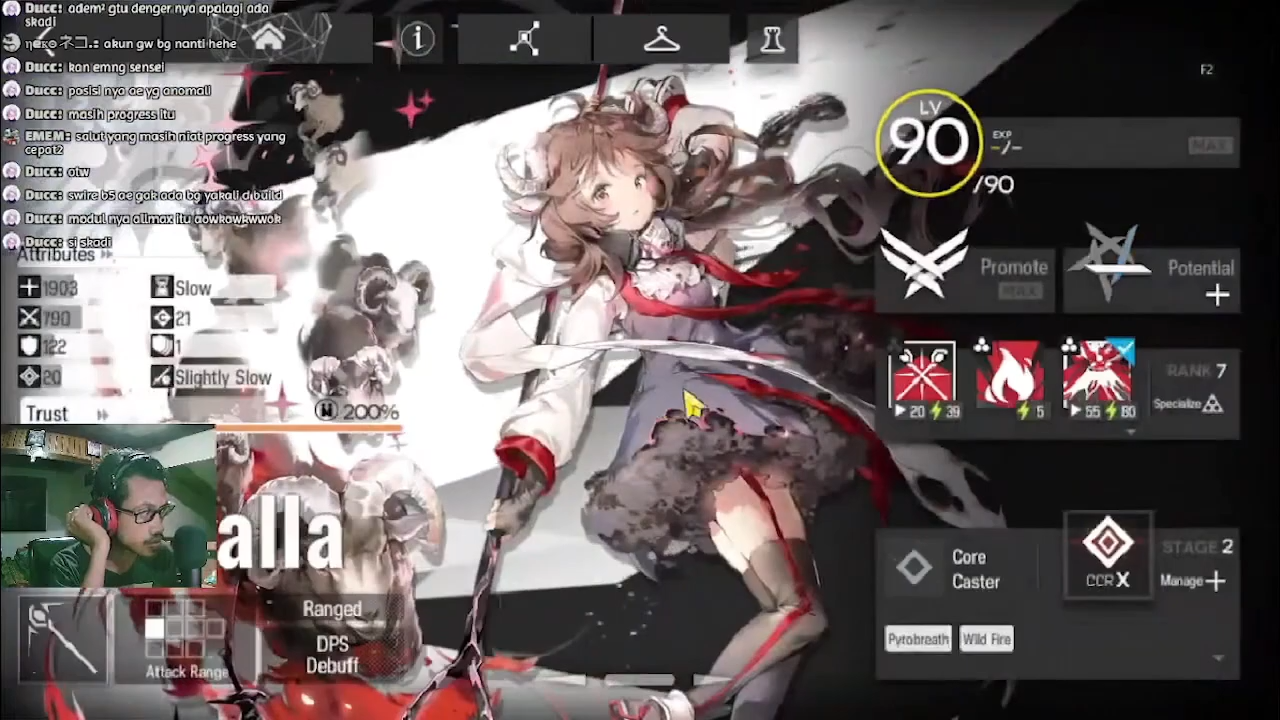 Ducc: adem² gtu denger nya apalagi ada
skadi
ηεκο ネコ.: akun gw bg nanti hehe
Ducc: kan emng sensei
Ducc: posisi nya ae yg anomali
Ducc: masih progress itu
EMEM: salut yang masih niat progress yang
cepat2
Ducc: otw
Ducc: swire b5 ae gak ada bg yakali d build
Ducc: modul nya allmax itu aowkowkwwok
Ducc: si skadi
F2
LV
90
/90
EXP
-/-
MAX
Promote
MAX
Potential
Attributes
1903
Slow
790
21
122
1
20
Slightly Slow
Trust
200%
20 39
5
55 80
RANK 7
Specialize
alla
Ranged
DPS
Debuff
Attack Range
Core
Caster
CCR X
STAGE 2
Manage
Pyrobreath
Wild Fire